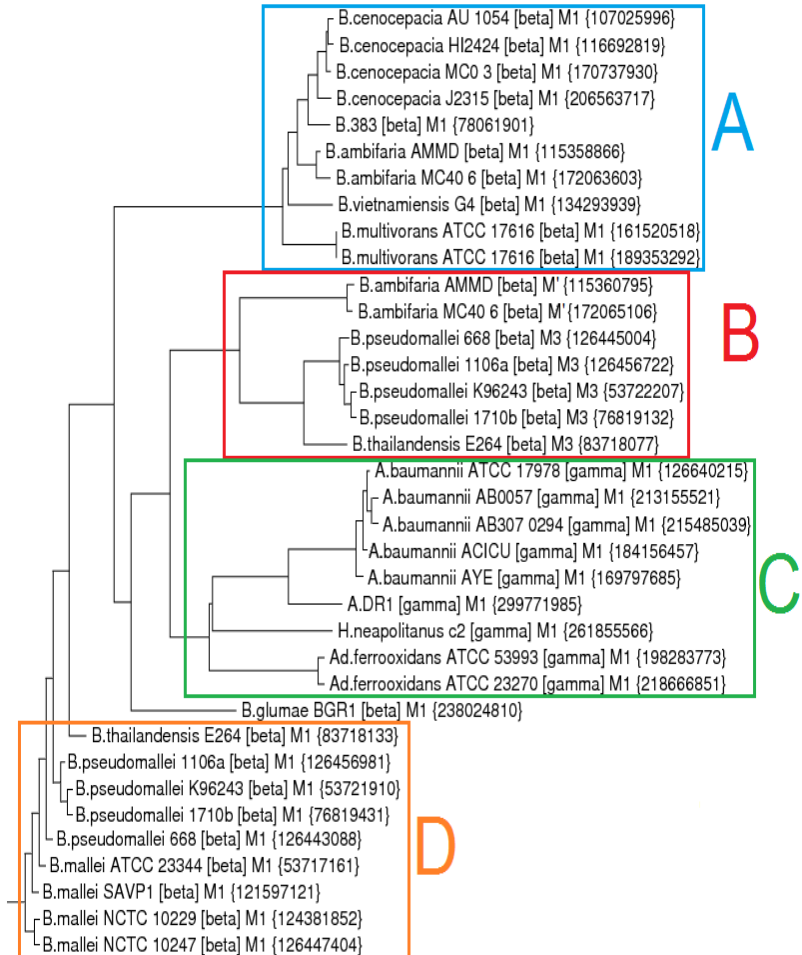 B.cenocepacia AU 1054 [beta] M1 {107025996}
B.cenocepacia HI2424 [beta] M1 {116692819}
B.cenocepacia MC0 3 [beta] M1 {170737930}
B.cenocepacia J2315 [beta] M1 {206563717}
B.383 [beta] M1 {78061901}
B.ambifaria AMMD [beta] M1 {115358866}
B.ambifaria MC40 6 [beta] M1 {172063603}
B.vietnamiensis G4 [beta] M1 {134293939}
B.multivorans ATCC 17616 [beta] M1 {161520518}
B.multivorans ATCC 17616 [beta] M1 {189353292}
A
B.ambifaria AMMD [beta] M' {115360795}
B.ambifaria MC40 6 [beta] M' {172065106}
B.pseudomallei 668 [beta] M3 {126445004}
B.pseudomallei 1106a [beta] M3 {126456722}
B.pseudomallei K96243 [beta] M3 {53722207}
B.pseudomallei 1710b [beta] M3 {76819132}
B.thailandensis E264 [beta] M3 {83718077}
B
A.baumannii ATCC 17978 [gamma] M1 {126640215}
A.baumannii AB0057 [gamma] M1 {213155521}
A.baumannii AB307 0294 [gamma] M1 {215485039}
A.baumannii ACICU [gamma] M1 {184156457}
A.baumannii AYE [gamma] M1 {169797685}
A.DR1 [gamma] M1 {299771985}
H.neapolitanus c2 [gamma] M1 {261855566}
Ad.ferrooxidans ATCC 53993 [gamma] M1 {198283773}
Ad.ferrooxidans ATCC 23270 [gamma] M1 {218666851}
C
B.glumae BGR1 [beta] M1 {238024810}
B.thailandensis E264 [beta] M1 {83718133}
B.pseudomallei 1106a [beta] M1 {126456981}
B.pseudomallei K96243 [beta] M1 {53721910}
B.pseudomallei 1710b [beta] M1 {76819431}
B.pseudomallei 668 [beta] M1 {126443088}
B.mallei ATCC 23344 [beta] M1 {53717161}
B.mallei SAVP1 [beta] M1 {121597121}
B.mallei NCTC 10229 [beta] M1 {124381852}
B.mallei NCTC 10247 [beta] M1 {126447404}
D